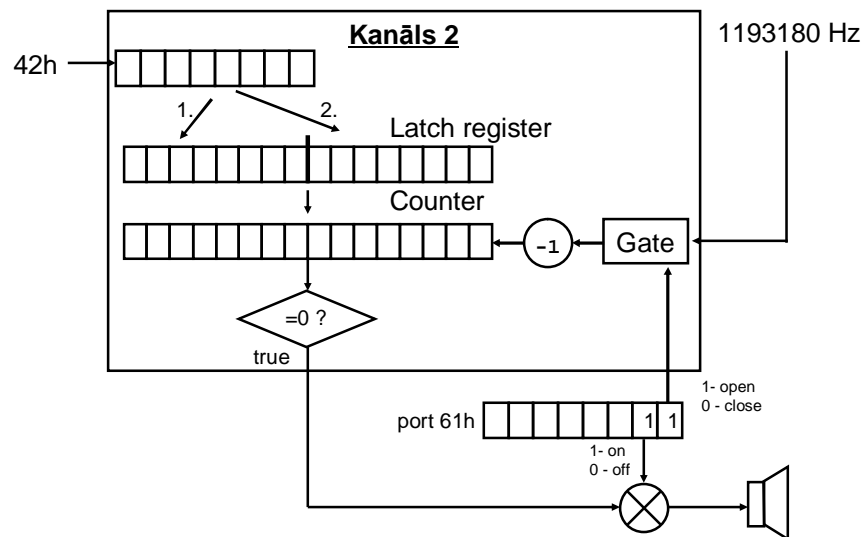 Kanāls 2
1193180 Hz
42h
1.
2.
Latch register
Counter
-1
Gate
=0 ?
true
1- open
0 - close
port 61h
1 1
1- on
0 - off